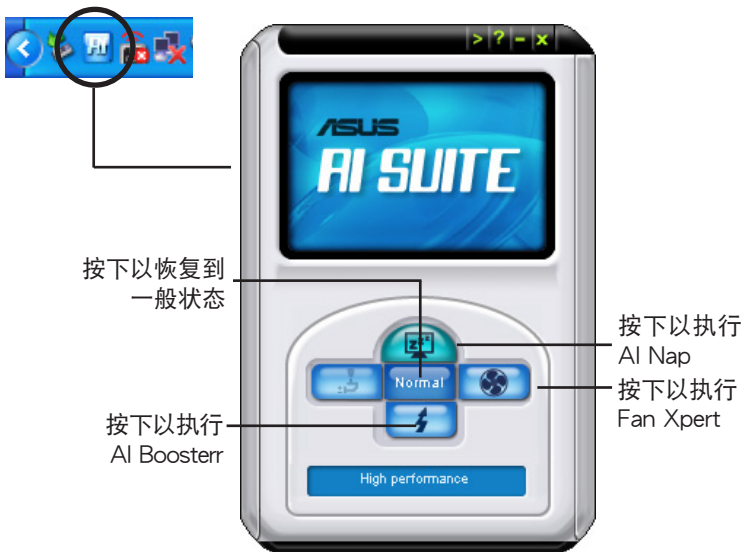 > ? - x
ASUS
AI SUITE
按下以恢复到
一般状态
按下以执行
AI Nap
Normal
按下以执行
Fan Xpert
按下以执行
AI Boosterr
High performance